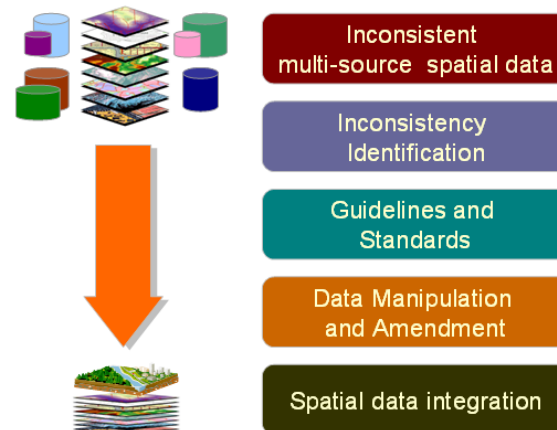 Inconsistent
multi-source spatial data
Inconsistency
Identification
Guidelines and
Standards
Data Manipulation
and Amendment
Spatial data integration